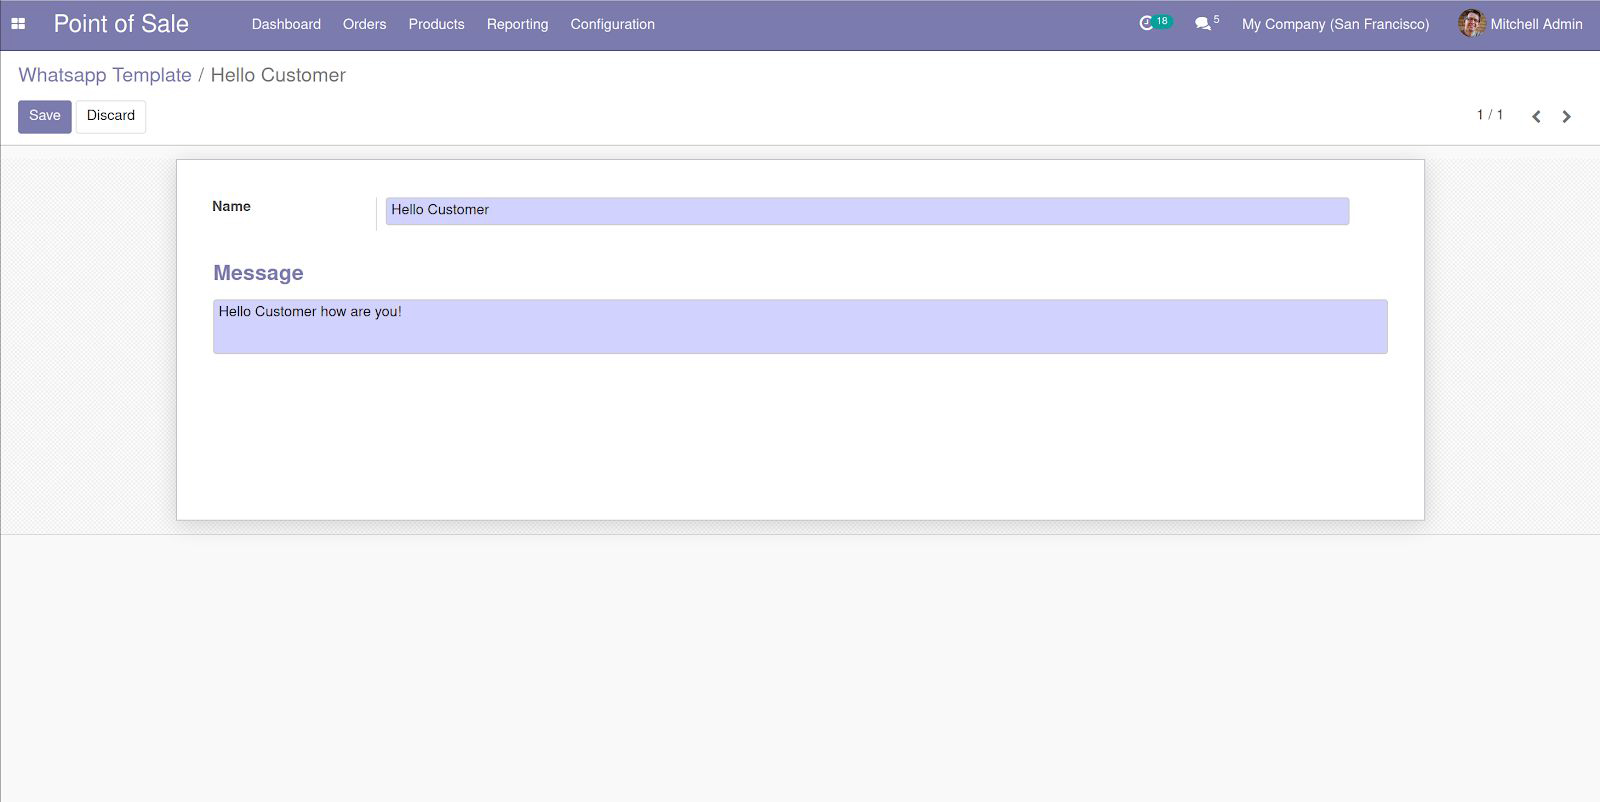 Point of Sale Dashboard Orders Products Reporting Configuration 18 5 My Company (San Francisco) Mitchell Admin
Whatsapp Template / Hello Customer
Save Discard 1 / 1
Name Hello Customer
Message
Hello Customer how are you!